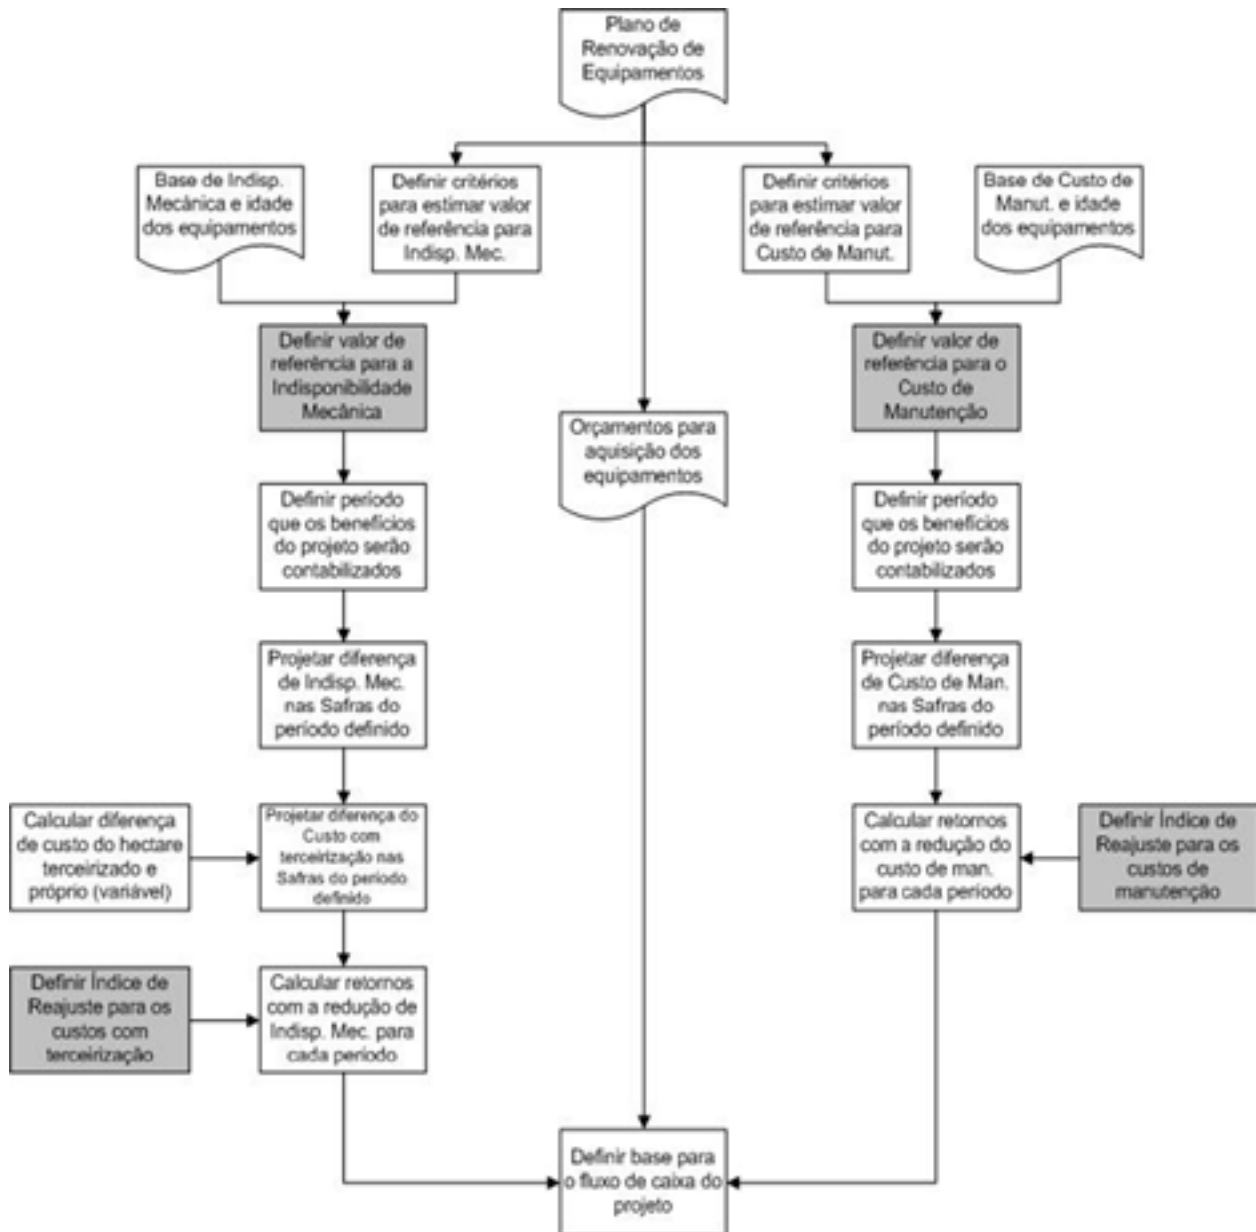 Plano de
Renovação de
Equipamentos
Base de Indisp.
Mecânica e idade
dos equipamentos
Definir critérios
para estimar valor
de referência para
Indisp. Mec.
Definir critérios
para estimar valor
de referência para
Custo de Manut.
Base de Custo de
Manut. e idade
dos equipamentos
Definir valor de
referência para a
Indisponibilidade
Mecânica
Definir valor de
referência para o
Custo de
Manutenção
Orçamentos para
aquisição dos
equipamentos
Definir período
que os benefícios
do projeto serão
contabilizados
Definir período
que os benefícios
do projeto serão
contabilizados
Projetar diferença
de Indisp. Mec.
nas Safras do
período definido
Projetar diferença
de Custo de Man.
nas Safras do
período definido
Calcular diferença
de custo do hectare
terceirizado e
próprio (variável)
Projetar diferença do
Custo com
terceirização nas
Safras do período
definido
Calcular retornos
com a redução do
custo de man.
para cada período
Definir Índice de
Reajuste para os
custos de
manutenção
Definir Índice de
Reajuste para os
custos com
terceirização
Calcular retornos
com a redução de
Indisp. Mec. para
cada período
Definir base para
o fluxo de caixa do
projeto